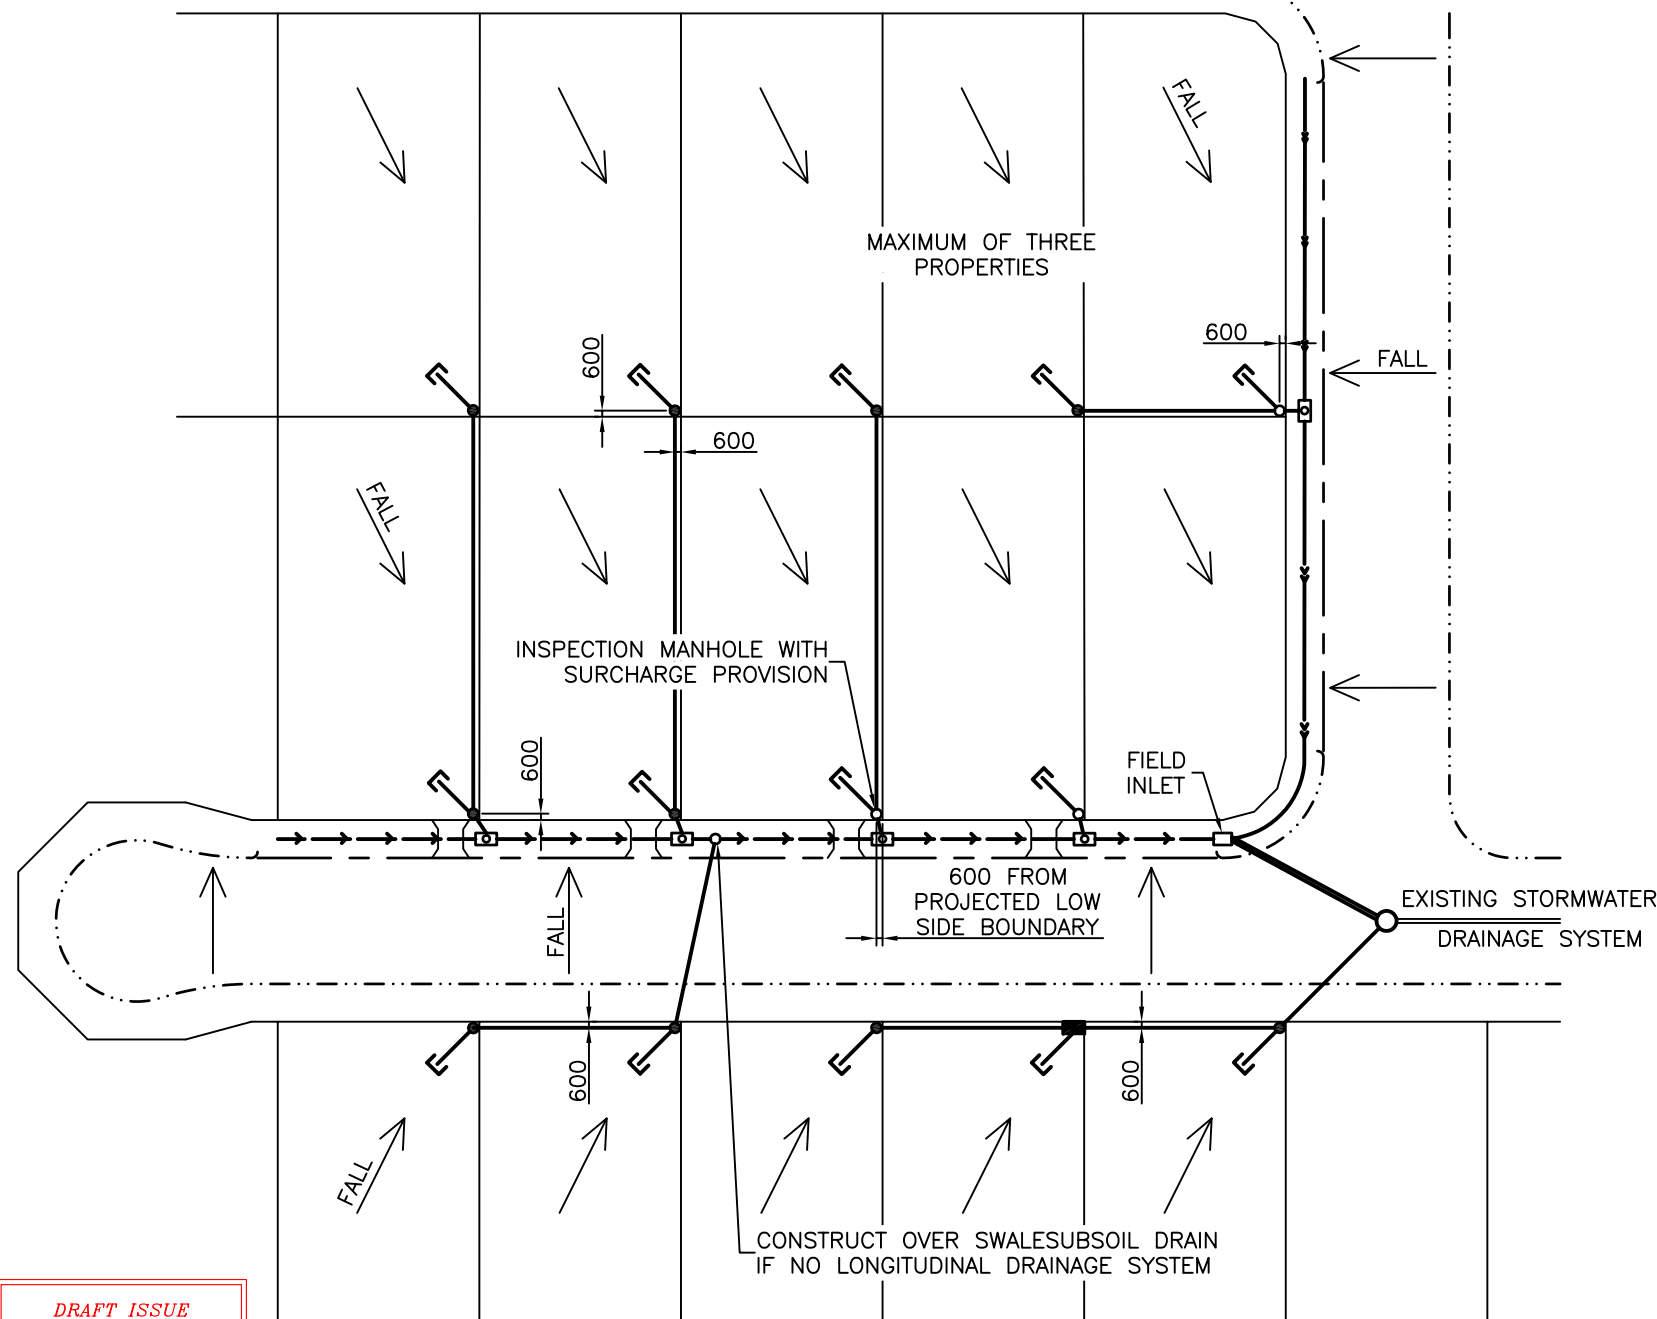 FALL
MAXIMUM OF THREE
PROPERTIES
600
600
FALL
600
FALL
INSPECTION MANHOLE WITH
SURCHARGE PROVISION
600
FIELD
INLET
600 FROM
PROJECTED LOW
SIDE BOUNDARY
EXISTING STORMWATER
DRAINAGE SYSTEM
FALL
600
600
FALL
CONSTRUCT OVER SWALESUBSOIL DRAIN
IF NO LONGITUDINAL DRAINAGE SYSTEM
DRAFT ISSUE